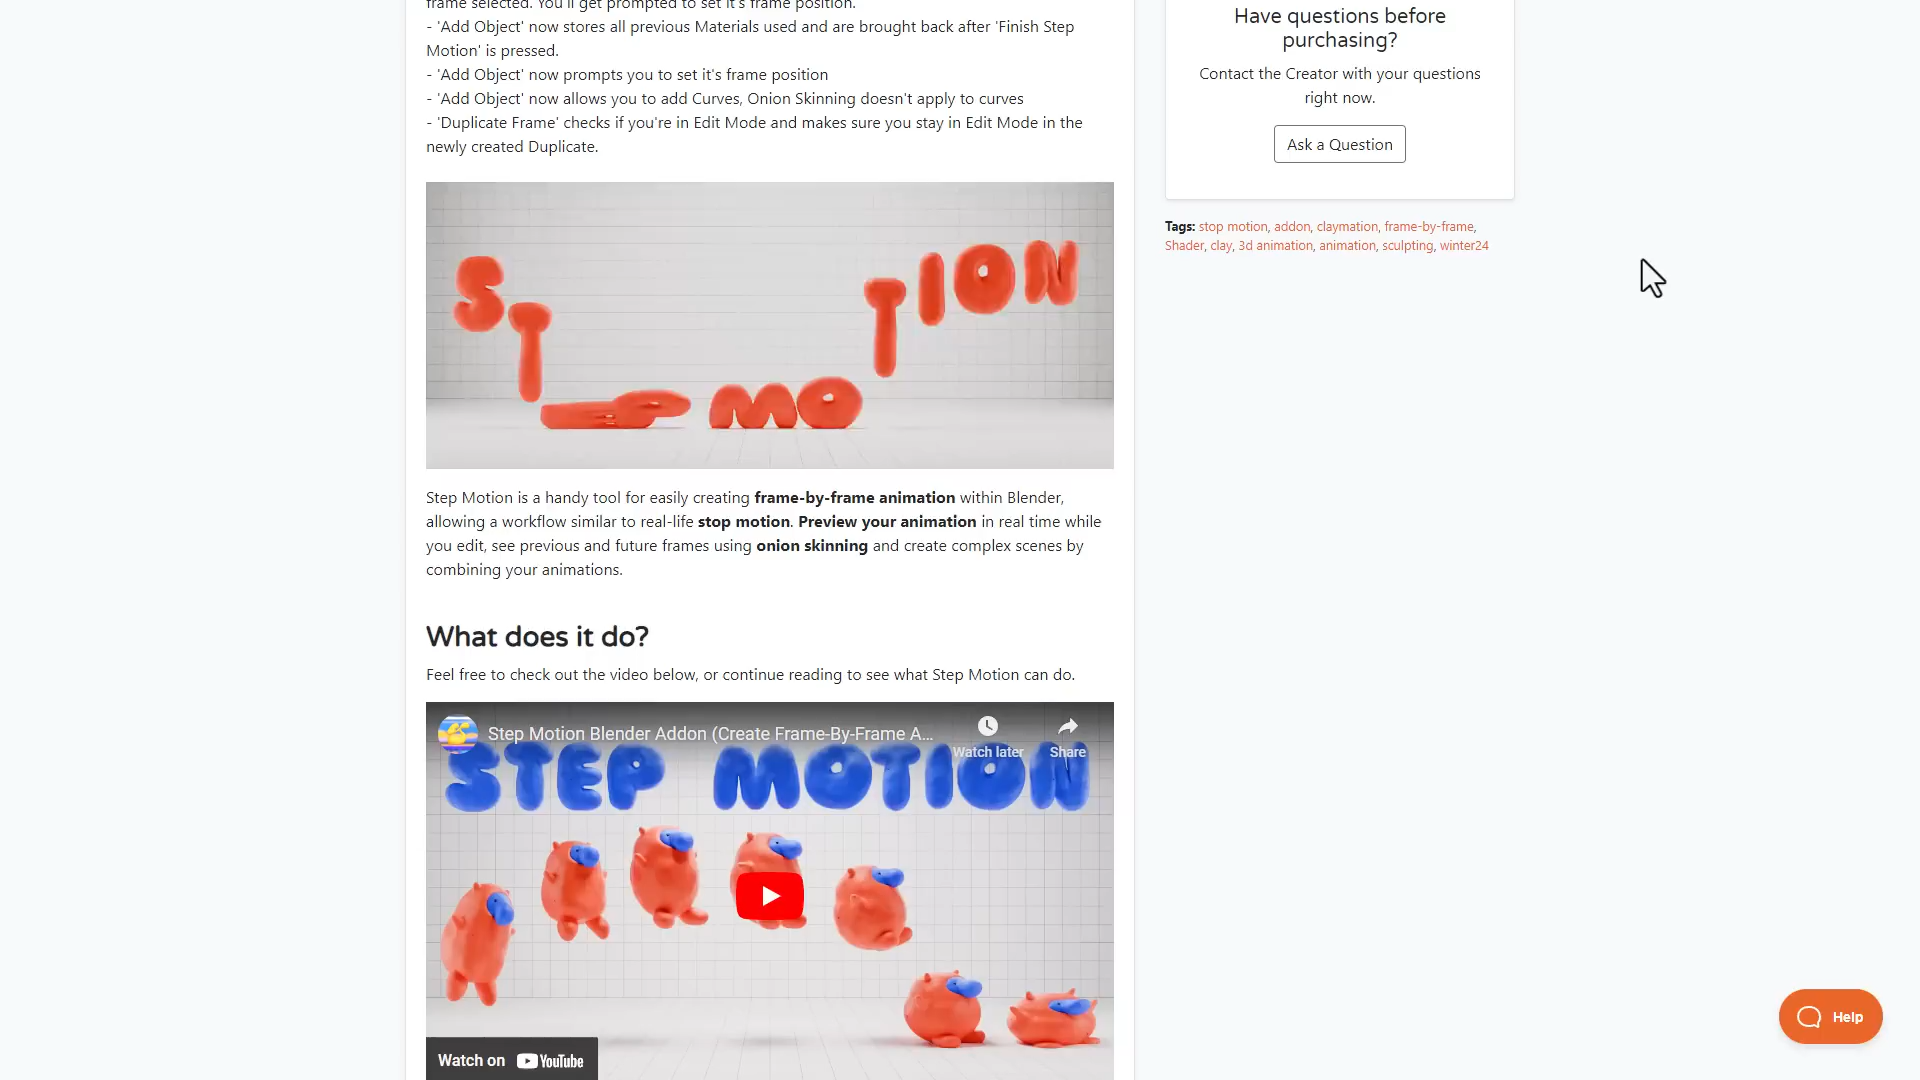 frame selected. You'll get prompted to set it's frame position.
- 'Add Object' now stores all previous Materials used and are brought back after 'Finish Step
Motion' is pressed.
- 'Add Object' now prompts you to set it's frame position
- 'Add Object' now allows you to add Curves, Onion Skinning doesn't apply to curves
- 'Duplicate Frame' checks if you're in Edit Mode and makes sure you stay in Edit Mode in the
newly created Duplicate.
STEP MOTION
Step Motion is a handy tool for easily creating frame-by-frame animation within Blender,
allowing a workflow similar to real-life stop motion. Preview your animation in real time while
you edit, see previous and future frames using onion skinning and create complex scenes by
combining your animations.
What does it do?
Feel free to check out the video below, or continue reading to see what Step Motion can do.
Step Motion Blender Addon (Create Frame-By-Frame A...
Watch later
Share
STEP MOTION
Watch on YouTube
Have questions before
purchasing?
Contact the Creator with your questions
right now.
Ask a Question
Tags: stop motion, addon, claymation, frame-by-frame,
Shader, clay, 3d animation, animation, sculpting, winter24
Help